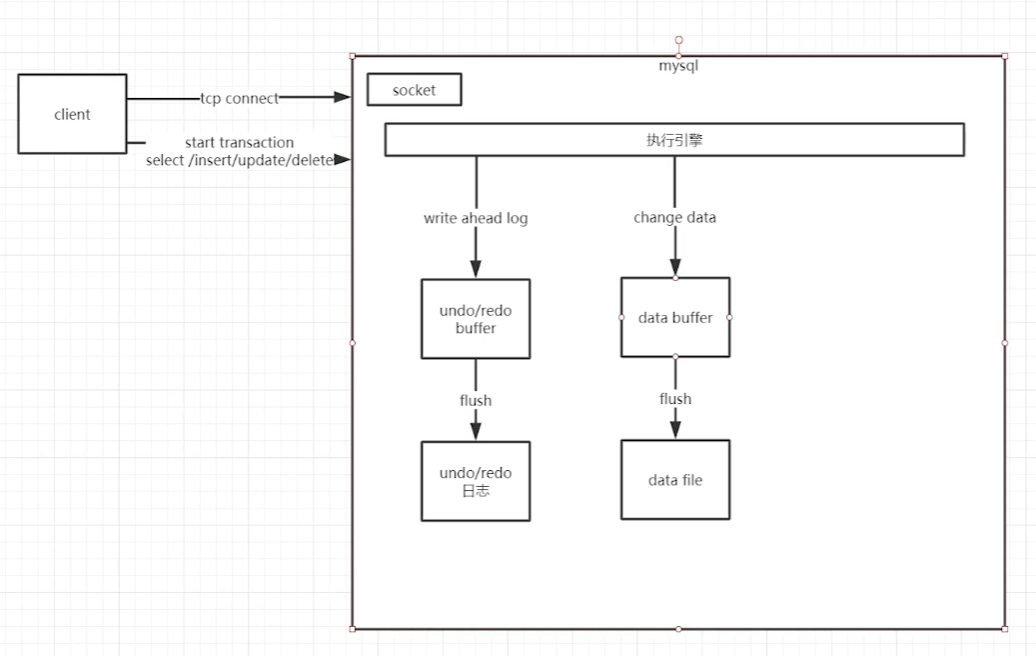 mysql
socket
client
tcp connect
start transaction
select /insert/update/delete
执行引擎
write ahead log
change data
undo/redo
buffer
data buffer
flush
flush
undo/redo
日志
data file